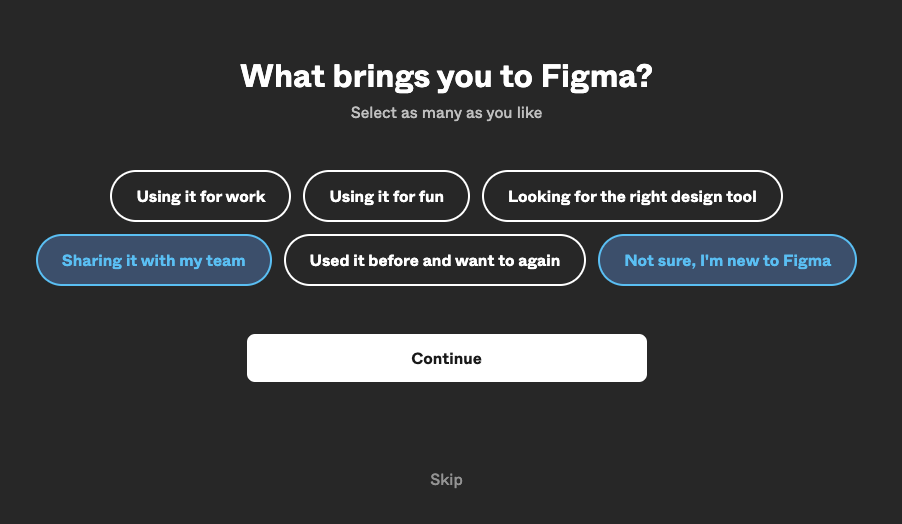 What brings you to Figma?
Select as many as you like
Using it for work
Using it for fun
Looking for the right design tool
Sharing it with my team
Used it before and want to again
Not sure, I'm new to Figma
Continue
Skip